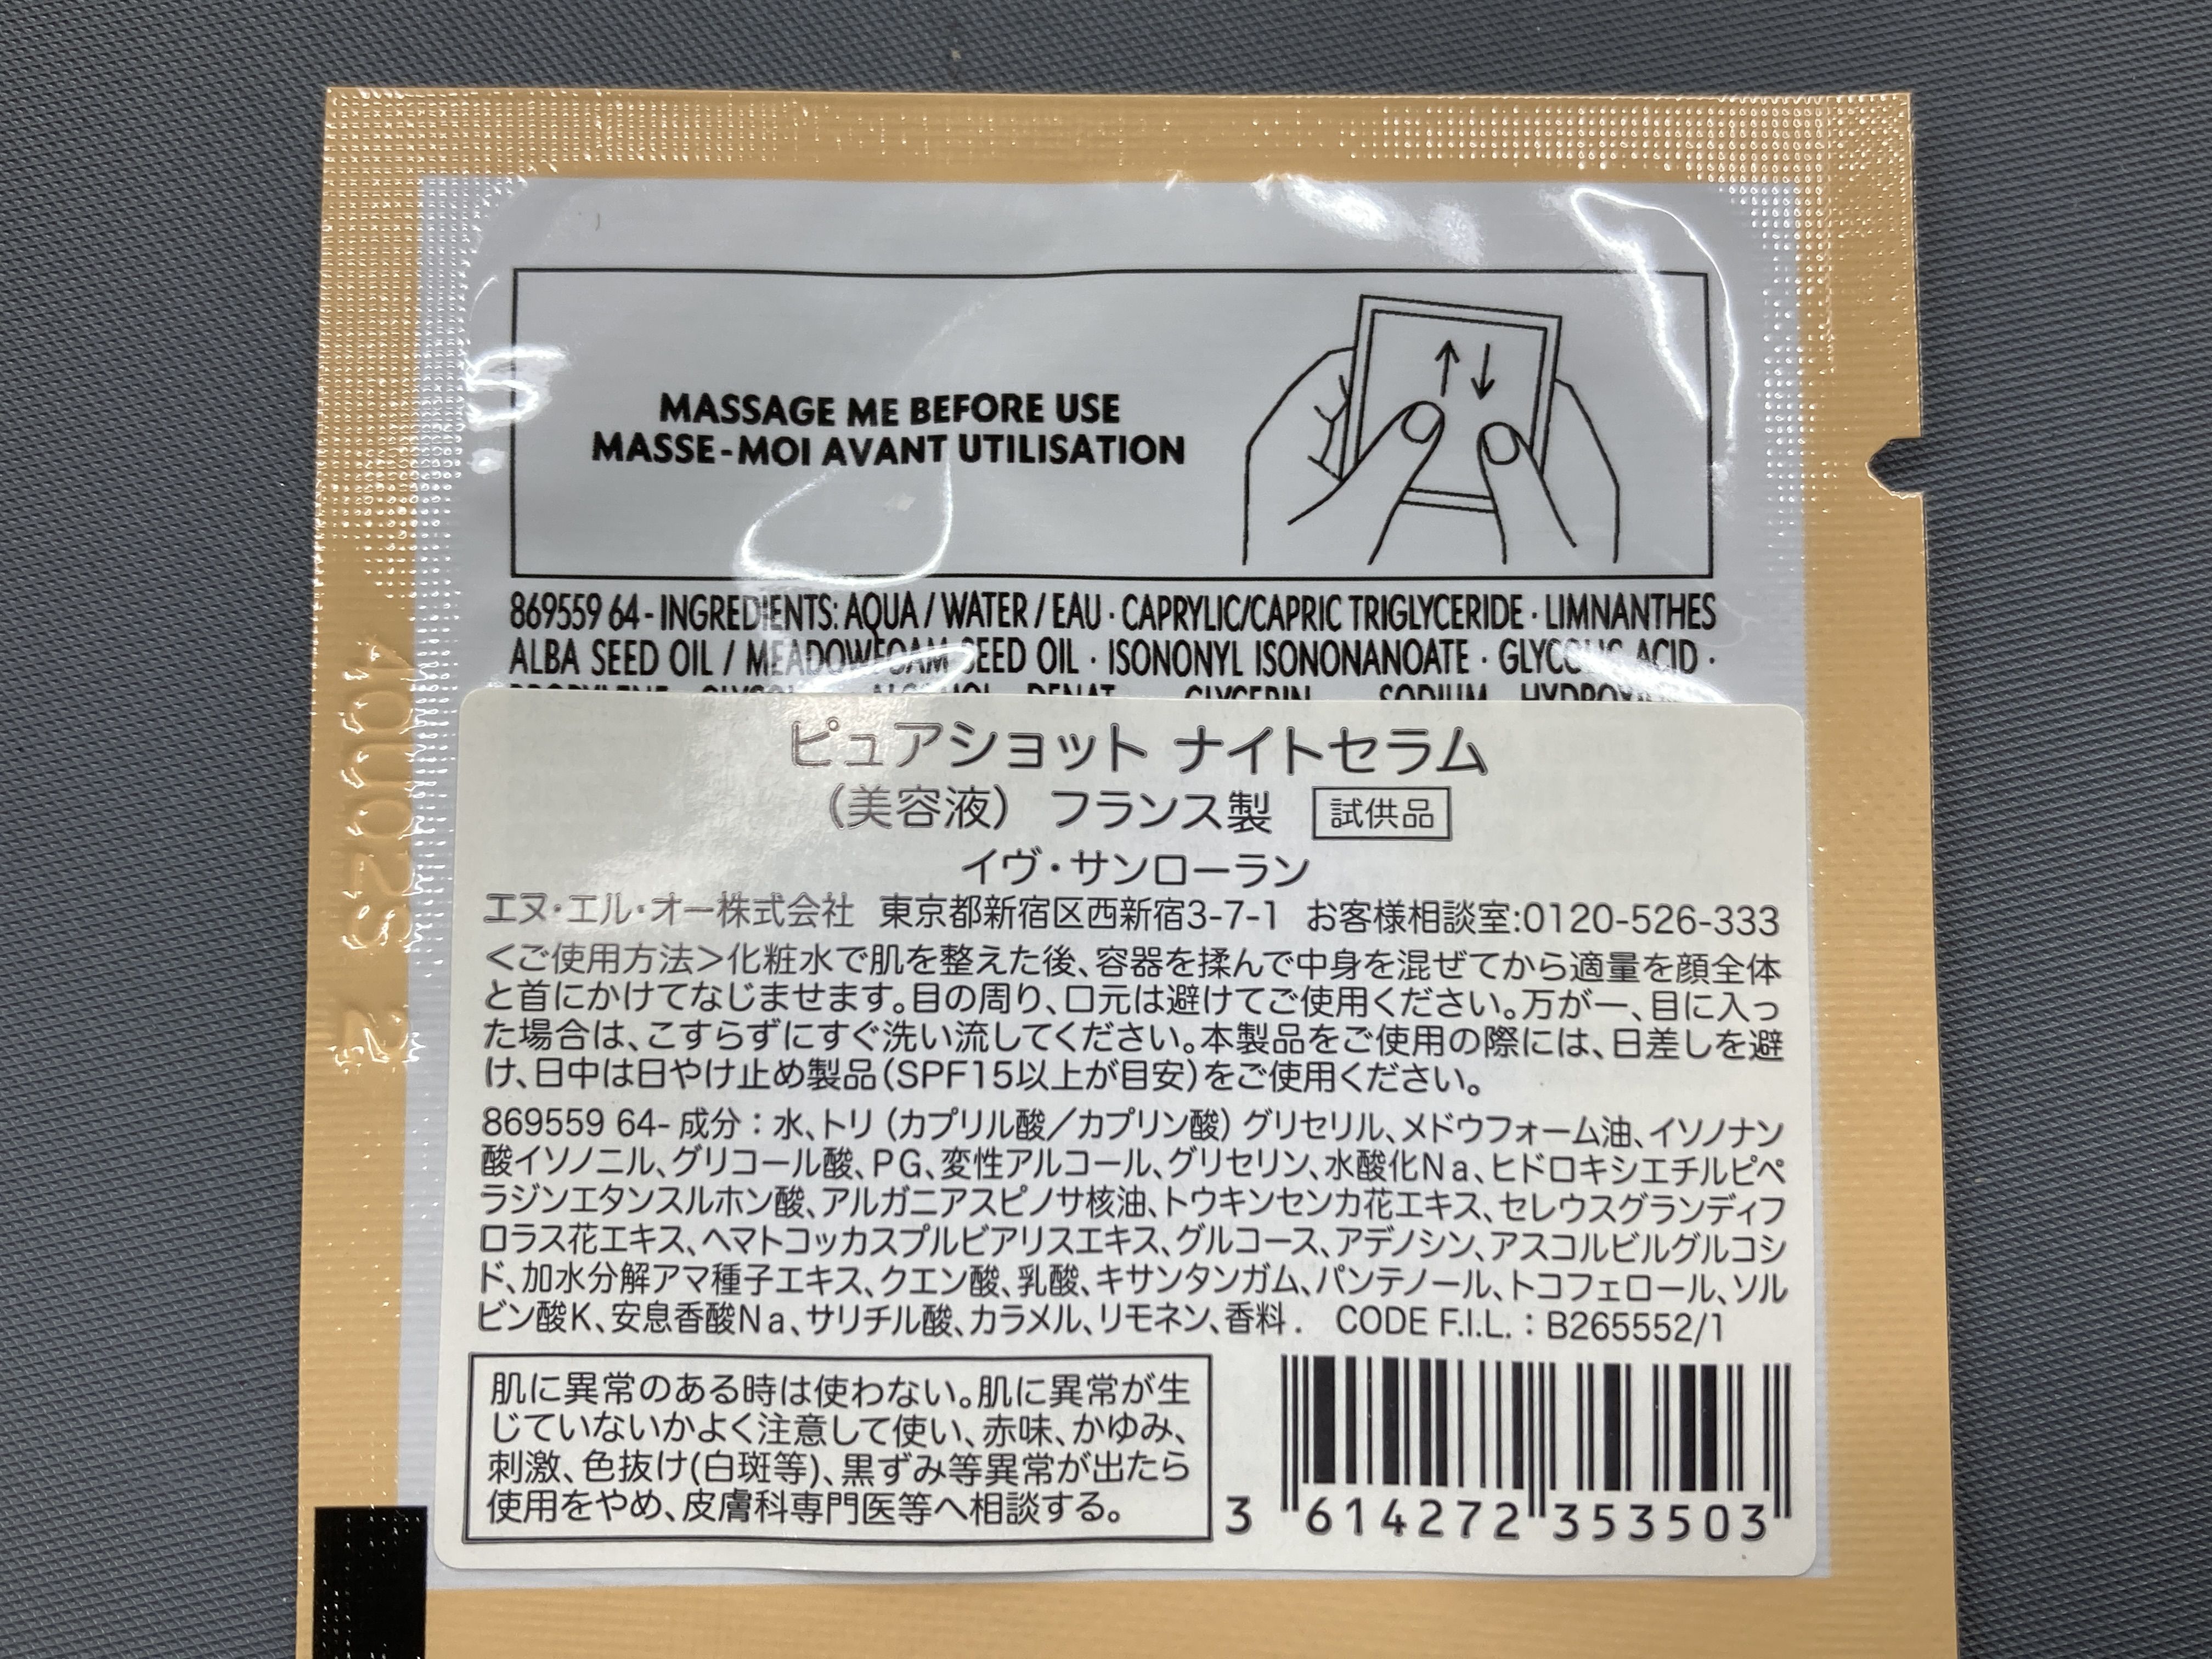 MASSAGE ME BEFORE USE
MASSE-MOI AVANT UTILISATION
869559 64 - INGREDIENTS: AQUA / WATER / EAU · CAPRYLIC/CAPRIC TRIGLYCERIDE · LIMNANTHES
ALBA SEED OIL / MEADOWFOAM SEED OIL · ISONONYL ISONONANOATE · GLYCOLIC ACID ·
ピュアショット ナイトセラム
（美容液） フランス製 試供品
イヴ・サンローラン
エヌ・エル・オー株式会社 東京都新宿区西新宿3-7-1 お客様相談室:0120-526-333
＜ご使用方法＞化粧水で肌を整えた後、容器を揉んで中身を混ぜてから適量を顔全体
と首にかけてなじませます。目の周り、口元は避けてご使用ください。万が一、目に入っ
た場合は、こすらずにすぐ洗い流してください。本製品をご使用の際には、日差しを避
け、日中は日やけ止め製品（SPF15以上が目安）をご使用ください。
869559 64- 成分：水、トリ（カプリル酸／カプリン酸）グリセリル、メドウフォーム油、イソノナン
酸イソノニル、グリコール酸、PG、変性アルコール、グリセリン、水酸化Na、ヒドロキシエチルピペ
ラジンエタンスルホン酸、アルガニアスピノサ核油、トウキンセンカ花エキス、セレウスグランディフ
ロラス花エキス、ヘマトコッカスプルビアリスエキス、グルコース、アデノシン、アスコルビルグルコシ
ド、加水分解アマ種子エキス、クエン酸、乳酸、キサンタンガム、パンテノール、トコフェロール、ソル
ビン酸K、安息香酸Na、サリチル酸、カラメル、リモネン、香料． CODE F.I.L.：B265552/1
肌に異常のある時は使わない。肌に異常が生
じていないかよく注意して使い、赤味、かゆみ、
刺激、色抜け(白斑等)、黒ずみ等異常が出たら
使用をやめ、皮膚科専門医等へ相談する。
3 614272 353503